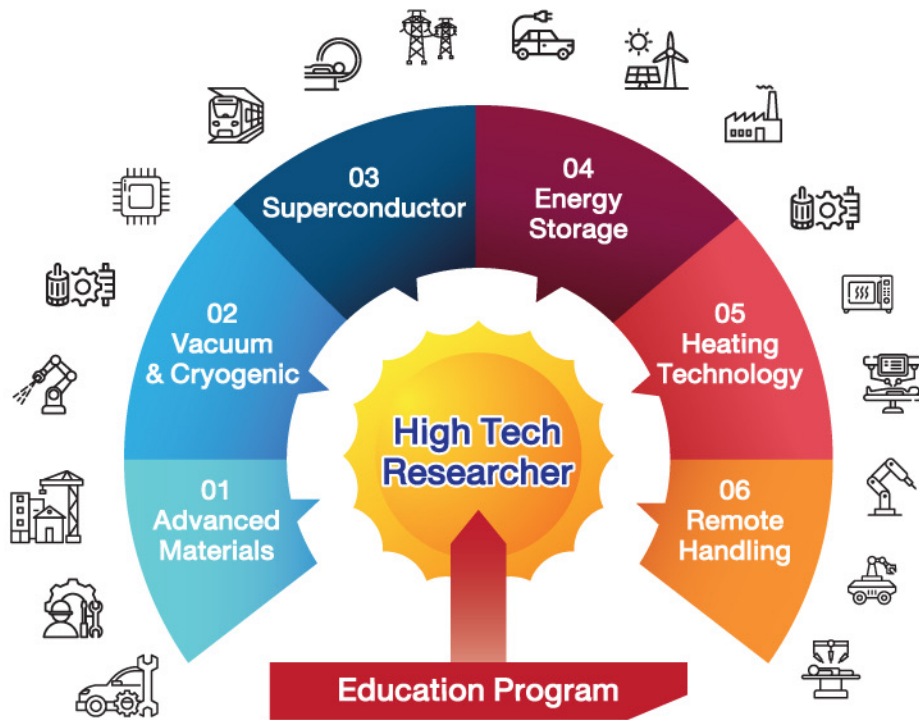 03
Superconductor
04
Energy
Storage
02
Vacuum
& Cryogenic
05
Heating
Technology
High Tech
Researcher
01
Advanced
Materials
06
Remote
Handling
Education Program